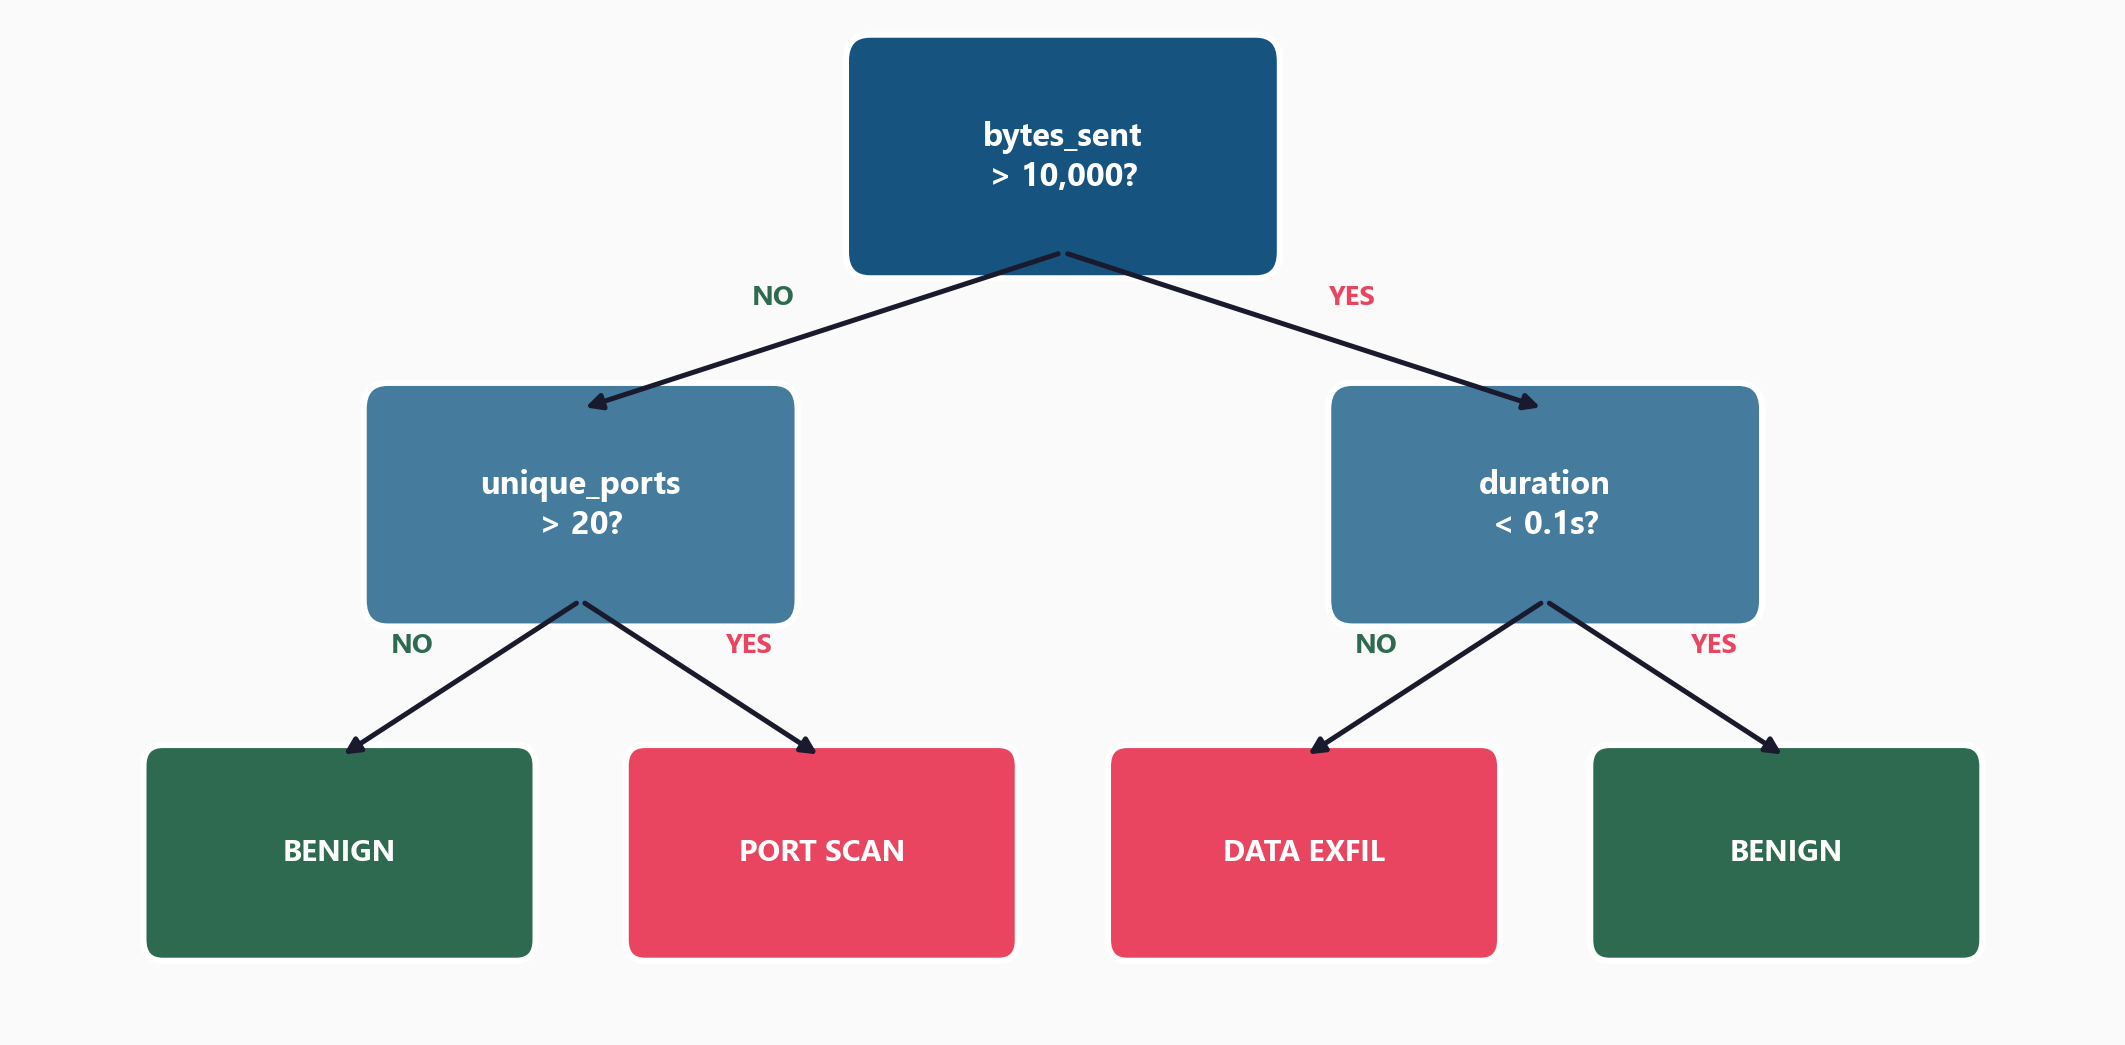 bytes_sent
> 10,000?
NO
YES
unique_ports
> 20?
duration
< 0.1s?
NO
YES
NO
YES
BENIGN
PORT SCAN
DATA EXFIL
BENIGN